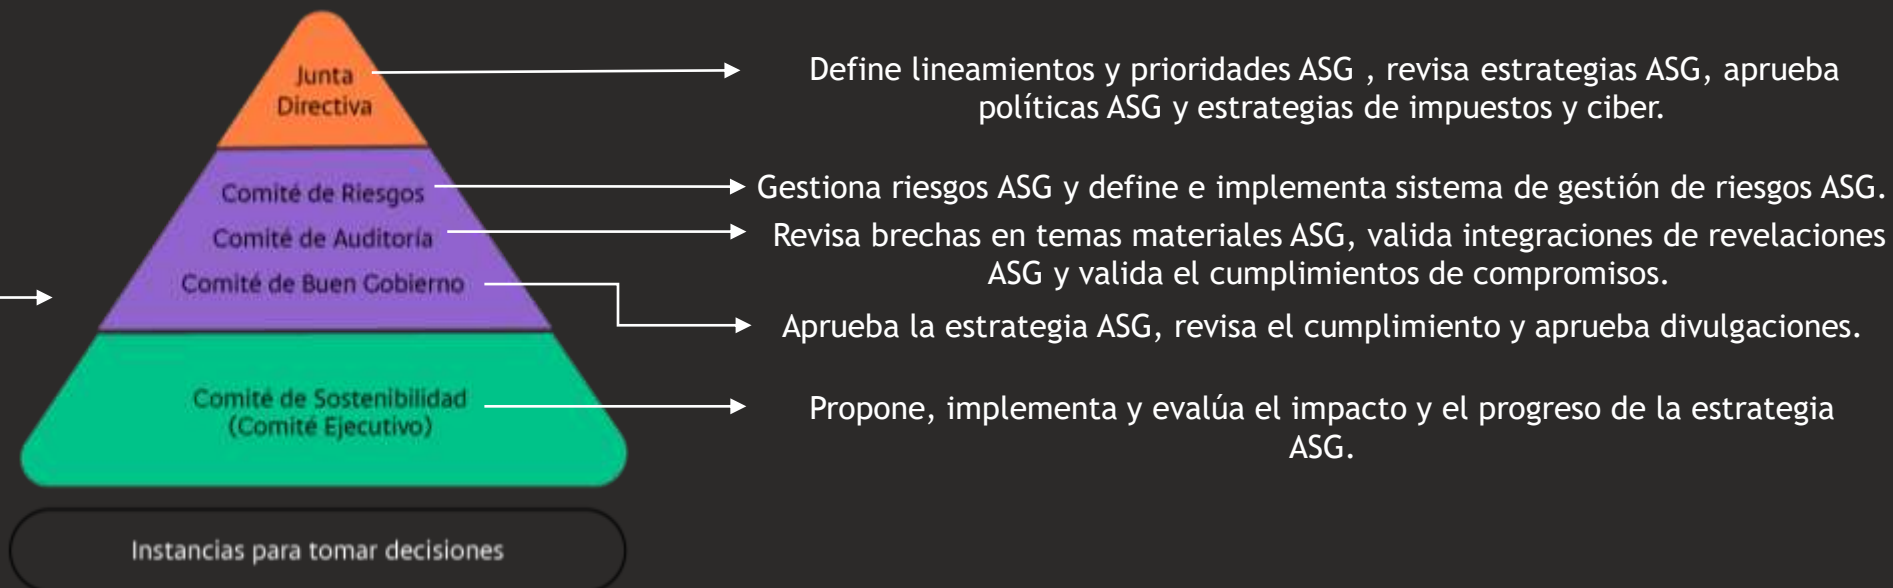 Junta
Directiva
Define lineamientos y prioridades ASG , revisa estrategias ASG, aprueba
políticas ASG y estrategias de impuestos y ciber.
Comité de Riesgos
Gestiona riesgos ASG y define e implementa sistema de gestión de riesgos ASG.
Comité de Auditoría
Revisa brechas en temas materiales ASG, valida integraciones de revelaciones
ASG y valida el cumplimientos de compromisos.
Comité de Buen Gobierno
Aprueba la estrategia ASG, revisa el cumplimiento y aprueba divulgaciones.
Comité de Sostenibilidad
(Comité Ejecutivo)
Propone, implementa y evalúa el impacto y el progreso de la estrategia
ASG.
Instancias para tomar decisiones